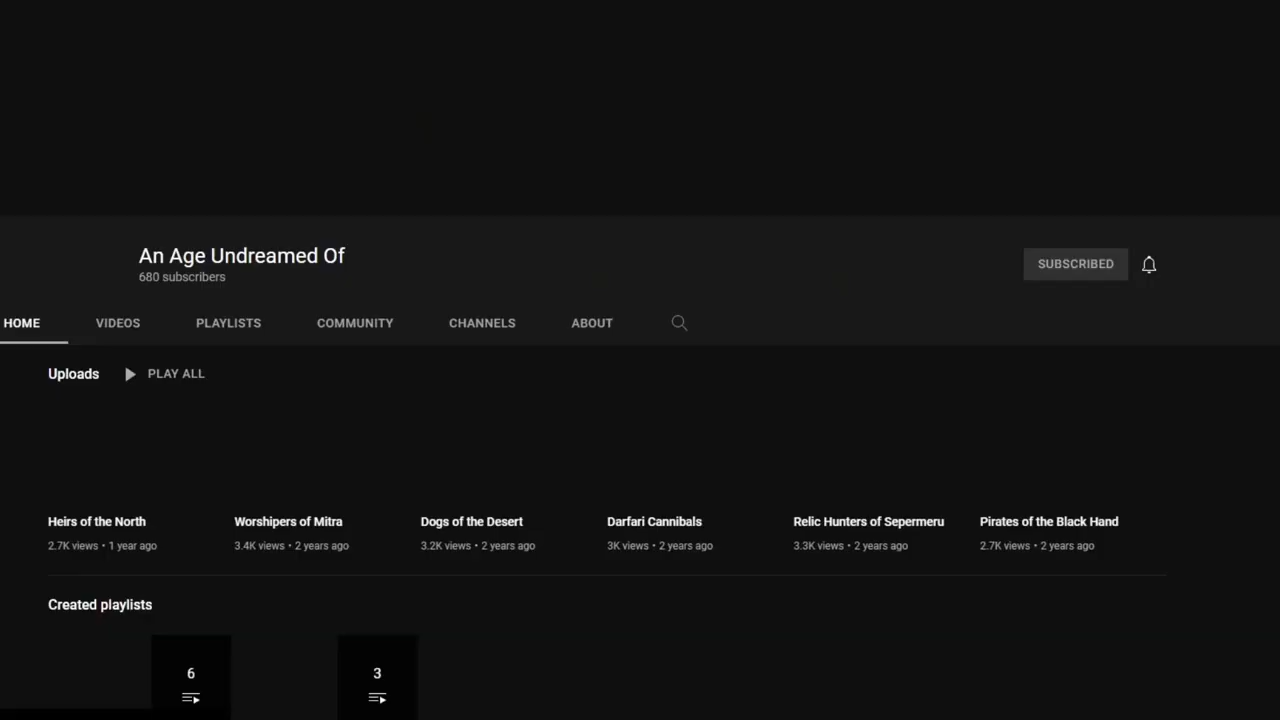 An Age Undreamed Of
680 subscribers
SUBSCRIBED
HOME VIDEOS PLAYLISTS COMMUNITY CHANNELS ABOUT
Uploads PLAY ALL
Heirs of the North Worshipers of Mitra Dogs of the Desert Darfari Cannibals Relic Hunters of Sepermeru Pirates of the Black Hand
2.7K views • 1 year ago 3.4K views • 2 years ago 3.2K views • 2 years ago 3K views • 2 years ago 3.3K views • 2 years ago 2.7K views • 2 years ago
Created playlists
6 3